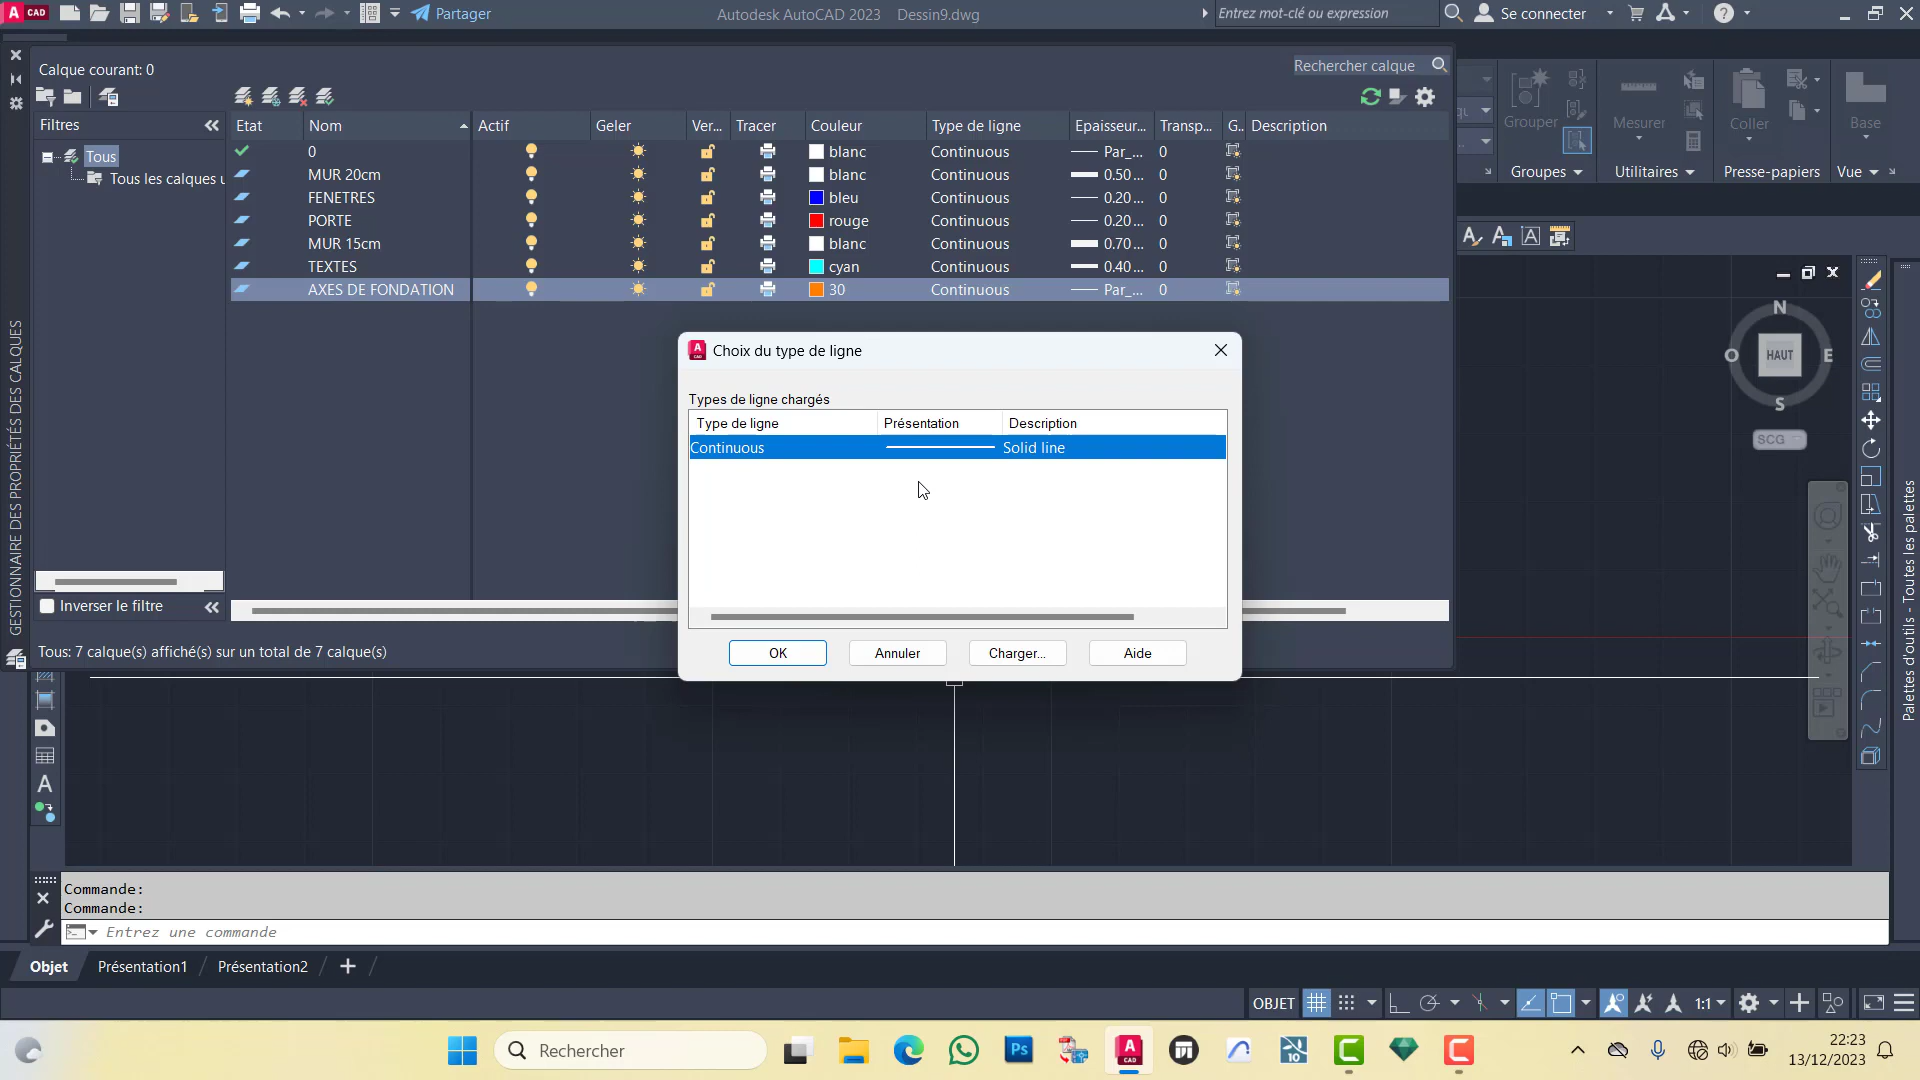 CAD
Partager
Autodesk AutoCAD 2023 Dessin9.dwg
Entrez mot-clé ou expression
Se connecter
Calque courant: 0
Rechercher calque
Filtres
Etat Nom Actif Geler Ver... Tracer Couleur Type de ligne Epaisseur... Transp... G. Description
Tous
Tous les calques u
0 blanc Continuous Par_... 0
MUR 20cm blanc Continuous 0.50... 0
FENETRES bleu Continuous 0.20... 0
PORTE rouge Continuous 0.20... 0
MUR 15cm blanc Continuous 0.70... 0
TEXTES cyan Continuous 0.40... 0
AXES DE FONDATION 30 Continuous Par_... 0
Inverser le filtre
Tous: 7 calque(s) affiché(s) sur un total de 7 calque(s)
GESTIONNAIRE DES PROPRIÉTÉS DES CALQUES
Grouper
Mesurer
Coller
Base
Groupes
Utilitaires
Presse-papiers
Vue
Choix du type de ligne
Types de ligne chargés
Type de ligne Présentation Description
Continuous Solid line
OK Annuler Charger... Aide
N
O HAUT E
S
SCG
Palettes d'outils - Toutes les palettes
Commande:
Commande:
Entrez une commande
Objet Présentation1 Présentation2
OBJET
1:1
Rechercher
Ps
CAD
10
22:23
13/12/2023